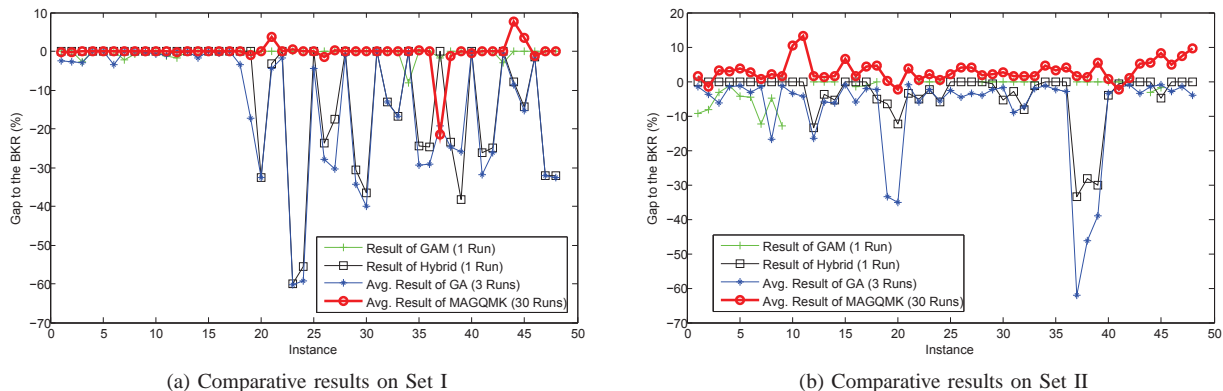 10
0
−10
−20
−30
−40
−50
−60
−70
Gap to the BKR (%)
0 5 10 15 20 25 30 35 40 45 50
Instance
Result of GAM (1 Run)
Result of Hybrid (1 Run)
Avg. Result of GA (3 Runs)
Avg. Result of MAGQMK (30 Runs)
(a) Comparative results on Set I
20
10
0
−10
−20
−30
−40
−50
−60
−70
Gap to the BKR (%)
0 5 10 15 20 25 30 35 40 45 50
Instance
Result of GAM (1 Run)
Result of Hybrid (1 Run)
Avg. Result of GA (3 Runs)
Avg. Result of MAGQMK (30 Runs)
(b) Comparative results on Set II